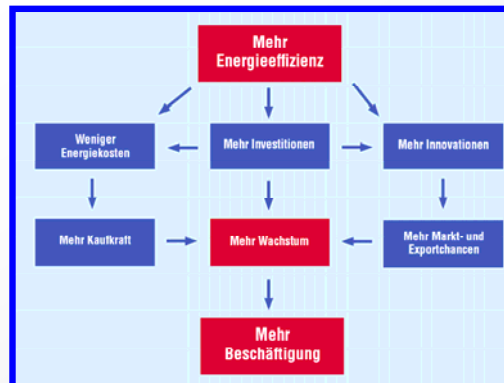 Mehr
Energieeffizienz
Weniger
Energiekosten
Mehr Investitionen
Mehr Innovationen
Mehr Kaufkraft
Mehr Wachstum
Mehr Markt- und
Exportchancen
Mehr
Beschäftigung